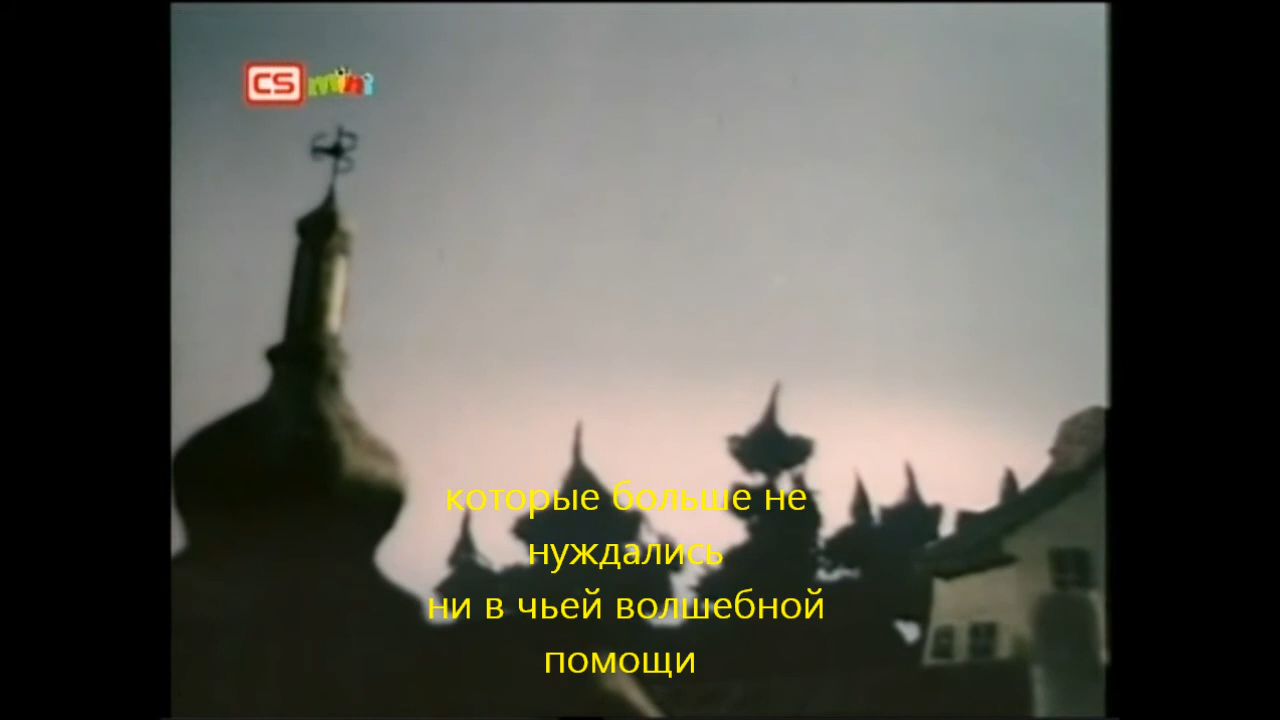 CS mini
которые больше не
нуждались
ни в чьей волшебной
помощи